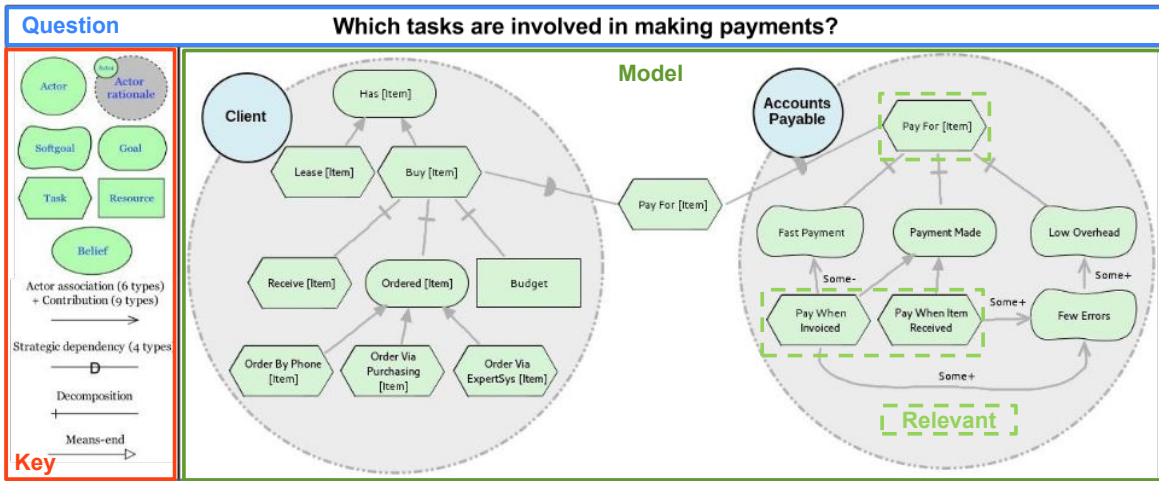 Question
Which tasks are involved in making payments?
Actor
Actor
Actor
rationale
Softgoal
Goal
Task
Resource
Belief
Actor association (6 types)
+ Contribution (9 types)
Strategic dependency (4 types
D
Decomposition
Means-end
Key
Model
Client
Has [Item]
Lease [Item]
Buy [Item]
Receive [Item]
Ordered [Item]
Budget
Order By Phone
[Item]
Order Via
Purchasing
[Item]
Order Via
ExpertSys [Item]
Pay For [Item]
Accounts
Payable
Pay For [Item]
Fast Payment
Payment Made
Low Overhead
Some-
Some+
Pay When
Invoiced
Pay When Item
Received
Some+
Few Errors
Some+
Relevant